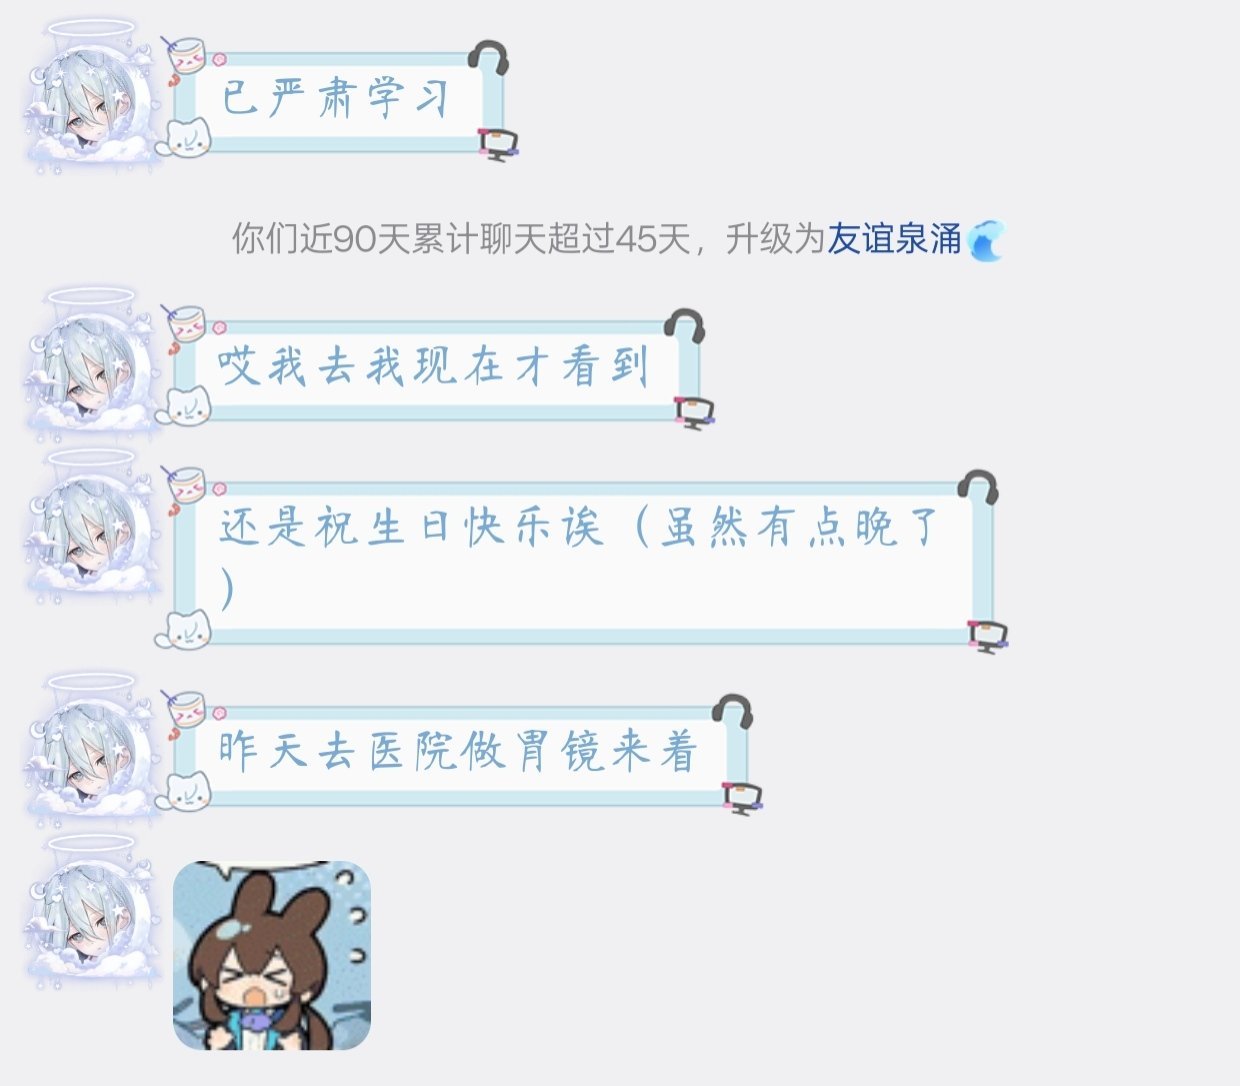 已严肃学习
你们近90天累计聊天超过45天，升级为友谊泉涌
哎我去我现在才看到
还是祝生日快乐诶（虽然有点晚了
）
昨天去医院做胃镜来着